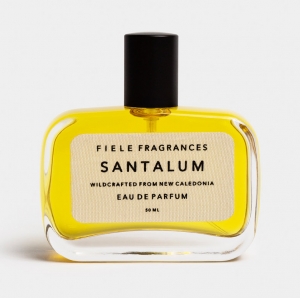 FIELE FRAGRANCES
SANTALUM
WILDCRAFTED FROM NEW CALEDONIA
EAU DE PARFUM
50 ML